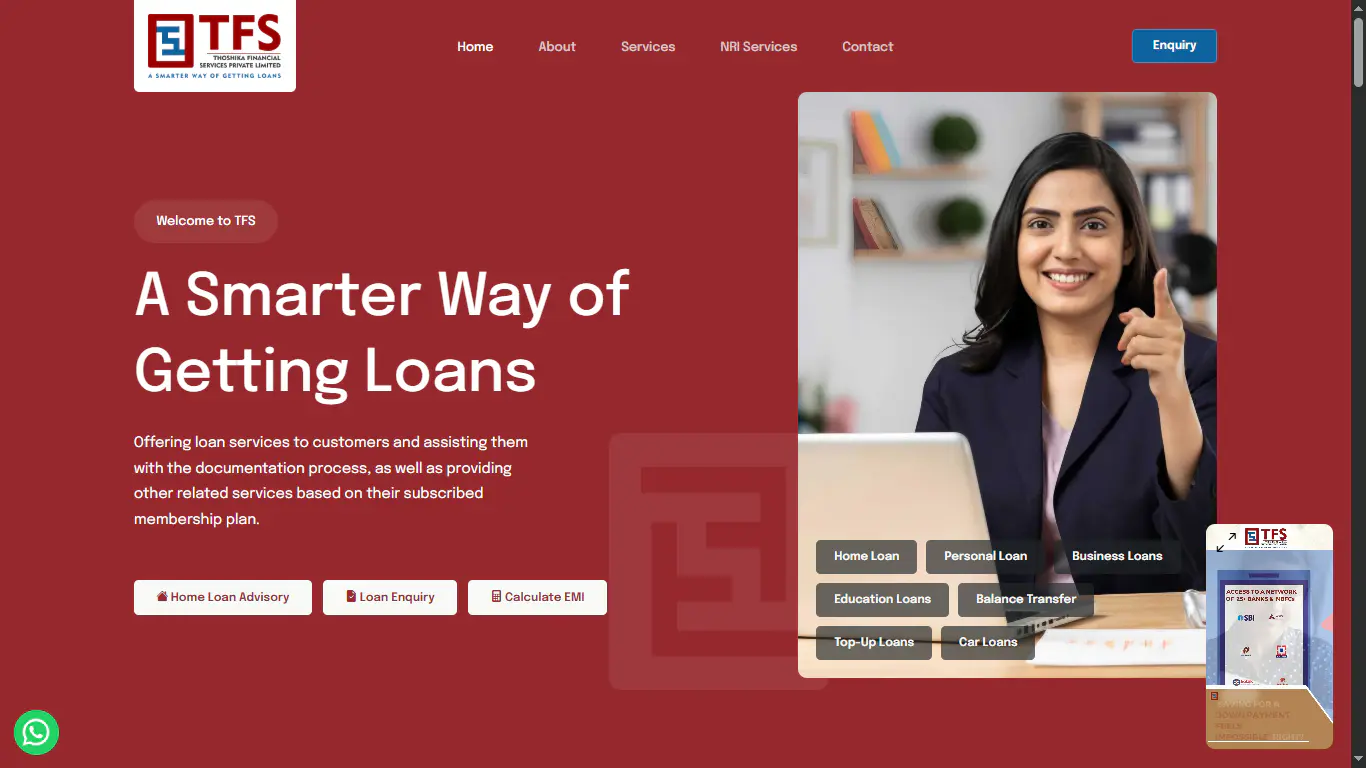 TFS
THOSHIKA FINANCIAL
SERVICES PRIVATE LIMITED
A SMARTER WAY OF GETTING LOANS
Home
About
Services
NRI Services
Contact
Enquiry
Welcome to TFS
A Smarter Way of
Getting Loans
Offering loan services to customers and assisting them
with the documentation process, as well as providing
other related services based on their subscribed
membership plan.
Home Loan Advisory
Loan Enquiry
Calculate EMI
Home Loan
Personal Loan
Business Loans
Education Loans
Balance Transfer
Top-Up Loans
Car Loans
TFS
ACCESS TO A NETWORK
OF 25+ BANKS & NBFCs
SBI